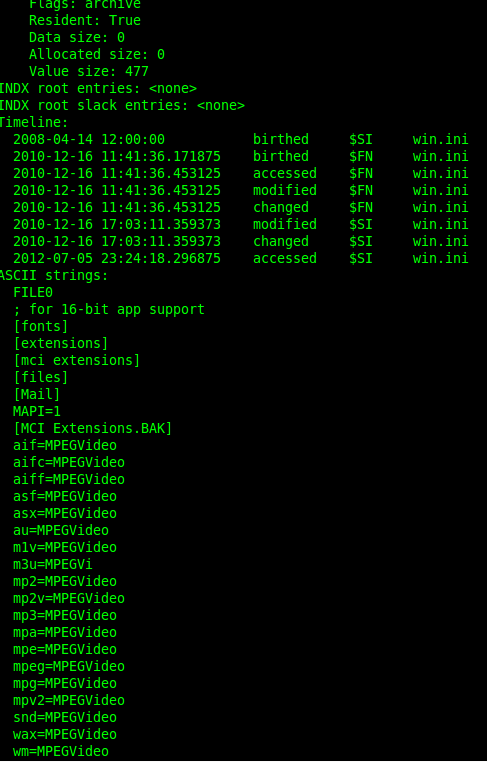 Flags: archive
Resident: True
Data size: 0
Allocated size: 0
Value size: 477
INDX root entries: <none>
INDX root slack entries: <none>
Timeline:
2008-04-14 12:00:00 birthed $SI win.ini
2010-12-16 11:41:36.171875 birthed $FN win.ini
2010-12-16 11:41:36.453125 accessed $FN win.ini
2010-12-16 11:41:36.453125 modified $FN win.ini
2010-12-16 11:41:36.453125 changed $FN win.ini
2010-12-16 17:03:11.359373 modified $SI win.ini
2010-12-16 17:03:11.359373 changed $SI win.ini
2012-07-05 23:24:18.296875 accessed $SI win.ini
ASCII strings:
FILE0
; for 16-bit app support
[fonts]
[extensions]
[mci extensions]
[files]
[Mail]
MAPI=1
[MCI Extensions.BAK]
aif=MPEGVideo
aifc=MPEGVideo
aiff=MPEGVideo
asf=MPEGVideo
asx=MPEGVideo
au=MPEGVideo
m1v=MPEGVideo
m3u=MPEGVi
mp2=MPEGVideo
mp2v=MPEGVideo
mp3=MPEGVideo
mpa=MPEGVideo
mpe=MPEGVideo
mpeg=MPEGVideo
mpg=MPEGVideo
mpv2=MPEGVideo
snd=MPEGVideo
wax=MPEGVideo
wm=MPEGVideo